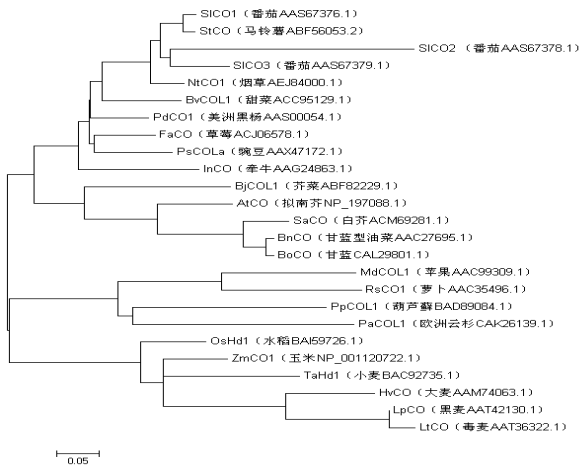 SlCO1（番茄AAS67376.1）
StCO（马铃薯ABF56053.2）
SlCO2（番茄AAS67378.1）
SlCO3（番茄AAS67379.1）
NtCO1（烟草AEJ84000.1）
BvCOL1（甜菜ACC95129.1）
PdCO1（美洲黑杨AAS00054.1）
FaCO（草莓ACJ06578.1）
PsCOLa（豌豆AAX47172.1）
InCO（牵牛AAG24863.1）
BjCOL1（芥菜ABF82229.1）
AtCO（拟南芥NP_197088.1）
SaCO（白芥ACM69281.1）
BnCO（甘蓝型油菜AAC27695.1）
BoCO（甘蓝CAL29801.1）
MdCOL1（苹果AAC99309.1）
RsCO1（萝卜AAC35496.1）
PpCOL1（葫芦藓BAD89084.1）
PaCOL1（欧洲云杉CAK26139.1）
OsHd1（水稻BAI59726.1）
ZmCO1（玉米NP_001120722.1）
TaHd1（小麦BAC92735.1）
HvCO（大麦AAM74063.1）
LpCO（黑麦AAT42130.1）
LtCO（毒麦AAT36322.1）
0.05